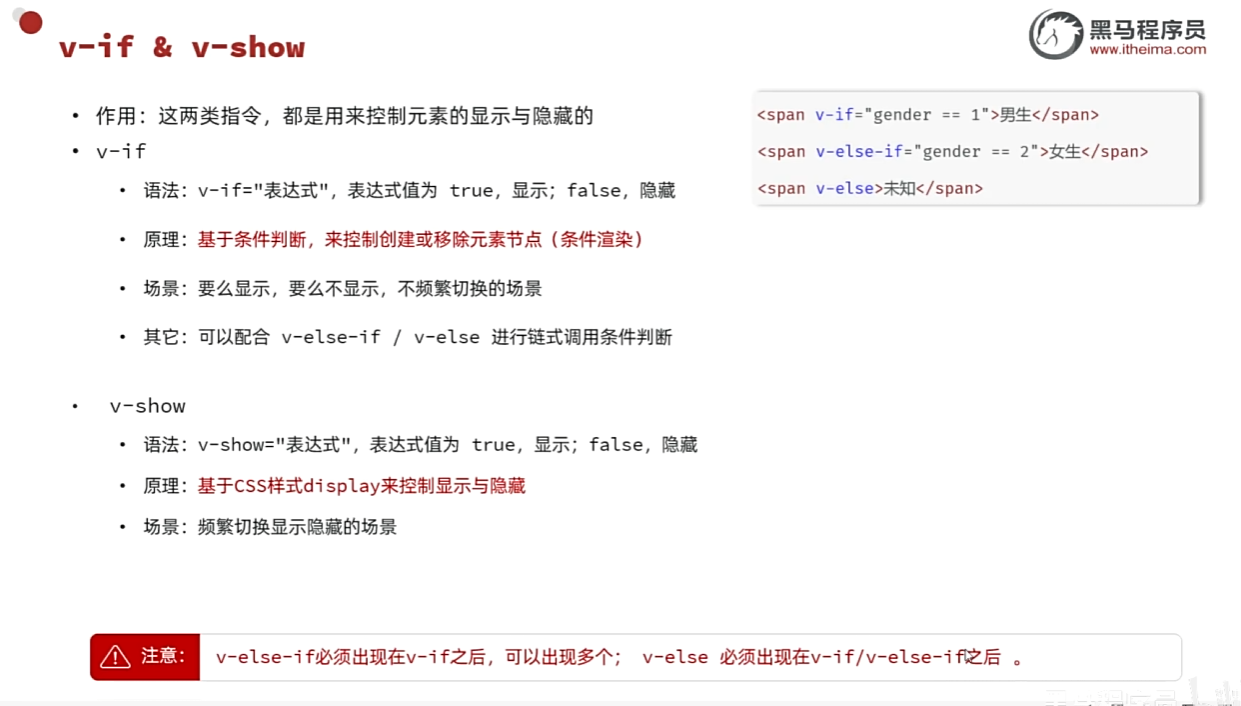 v-if & v-show
黑马程序员
www.itheima.com
• 作用：这两类指令，都是用来控制元素的显示与隐藏的
• v-if
• 语法：v-if="表达式"，表达式值为 true，显示；false，隐藏
• 原理：基于条件判断，来控制创建或移除元素节点（条件渲染）
• 场景：要么显示，要么不显示，不频繁切换的场景
• 其它：可以配合 v-else-if / v-else 进行链式调用条件判断
<span v-if="gender == 1">男生</span>
<span v-else-if="gender == 2">女生</span>
<span v-else>未知</span>
• v-show
• 语法：v-show="表达式"，表达式值为 true，显示；false，隐藏
• 原理：基于CSS样式display来控制显示与隐藏
• 场景：频繁切换显示隐藏的场景
注意：
v-else-if必须出现在v-if之后，可以出现多个； v-else 必须出现在v-if/v-else-if之后 。